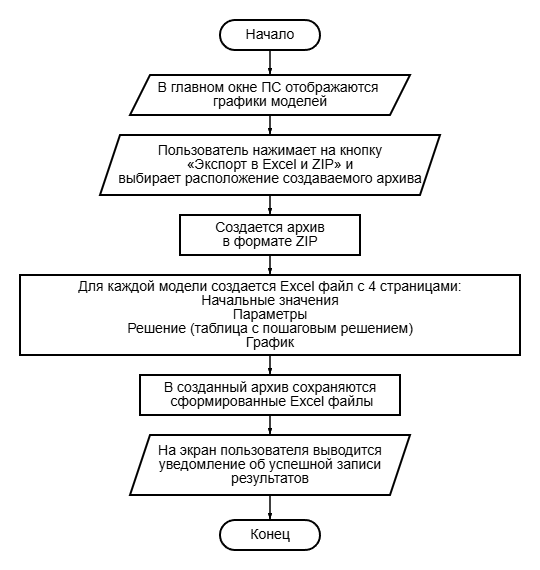 Начало
В главном окне ПС отображаются
графики моделей
Пользователь нажимает на кнопку
«Экспорт в Excel и ZIP» и
выбирает расположение создаваемого архива
Создается архив
в формате ZIP
Для каждой модели создается Excel файл с 4 страницами:
Начальные значения
Параметры
Решение (таблица с пошаговым решением)
График
В созданный архив сохраняются
сформированные Excel файлы
На экран пользователя выводится
уведомление об успешной записи
результатов
Конец